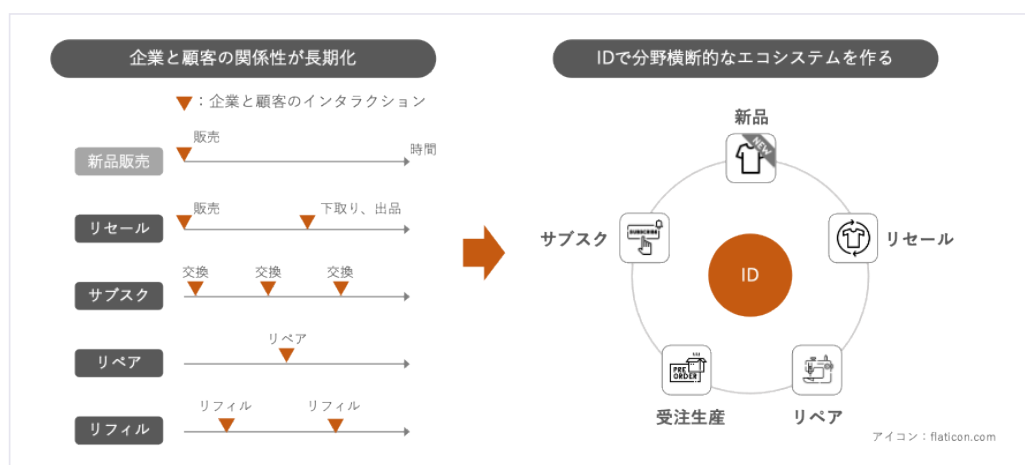 企業と顧客の関係性が長期化
▼：企業と顧客のインタラクション
新品販売
販売
時間
リセール
販売
下取り、出品
サブスク
交換
交換
交換
リペア
リペア
リフィル
リフィル
リフィル
IDで分野横断的なエコシステムを作る
新品
NEW
サブスク
SUBSCRIBE
リセール
ID
PRE
ORDER
受注生産
リペア
アイコン：flaticon.com